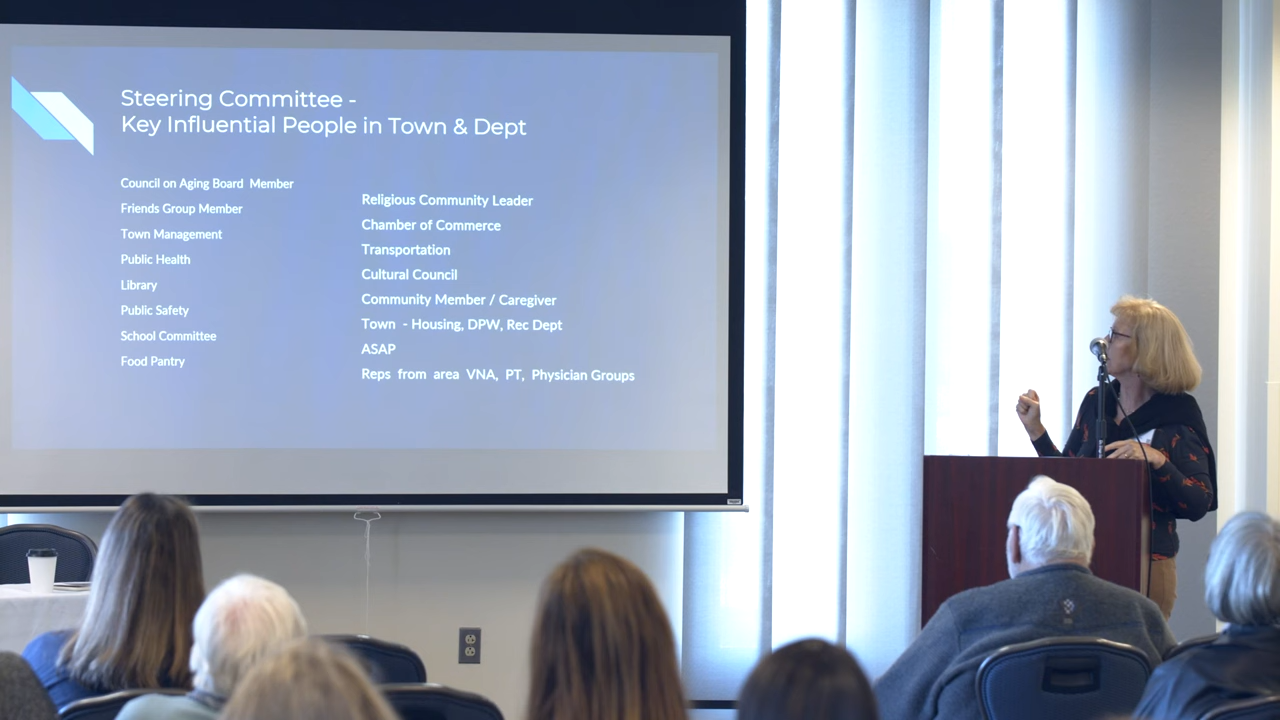 Steering Committee -
Key Influential People in Town & Dept
Council on Aging Board Member
Friends Group Member
Town Management
Public Health
Library
Public Safety
School Committee
Food Pantry
Religious Community Leader
Chamber of Commerce
Transportation
Cultural Council
Community Member / Caregiver
Town - Housing, DPW, Rec Dept
ASAP
Reps from area VNA, PT, Physician Groups